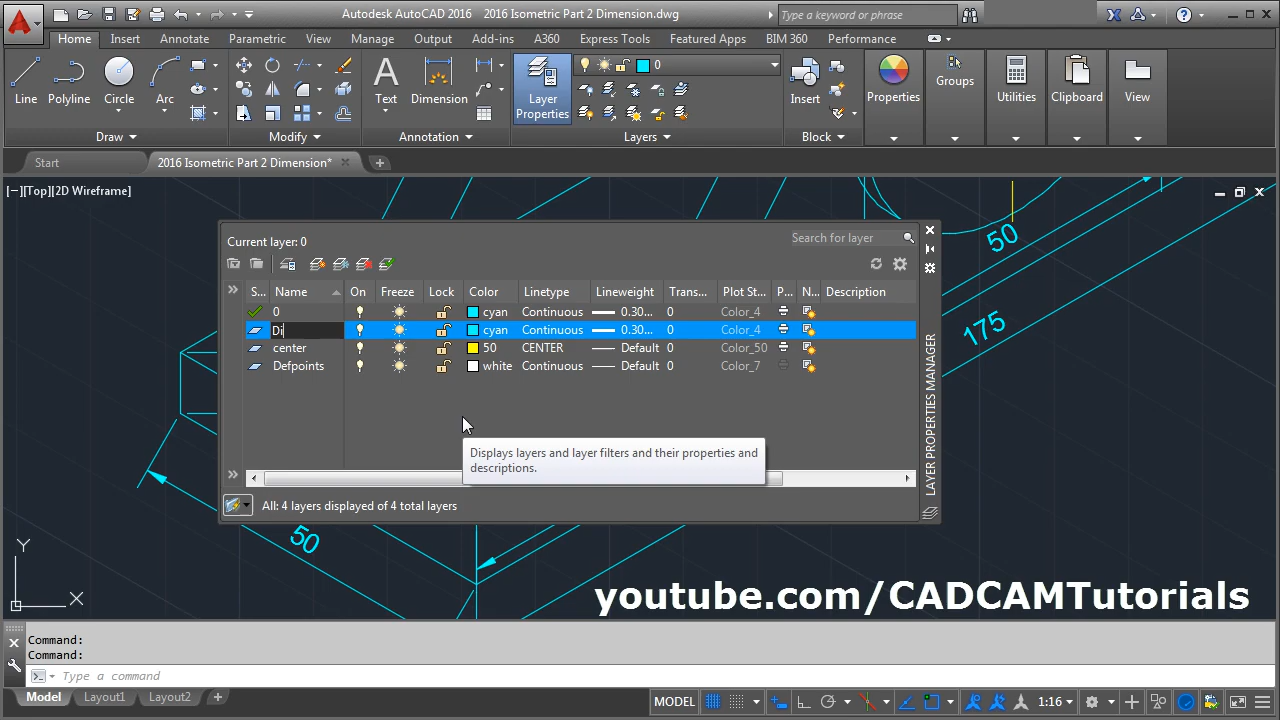 Autodesk AutoCAD 2016 2016 Isometric Part 2 Dimension.dwg
Type a keyword or phrase
Home Insert Annotate Parametric View Manage Output Add-ins A360 Express Tools Featured Apps BIM 360 Performance
0
Line Polyline Circle Arc
Text Dimension
Layer Properties
Insert
Properties
Groups
Utilities
Clipboard
View
Draw Modify Annotation Layers Block
Start
2016 Isometric Part 2 Dimension*
[−][Top][2D Wireframe]
Current layer: 0
Search for layer
S... Name On Freeze Lock Color Linetype Lineweight Trans... Plot St... P... N... Description
0 cyan Continuous 0.30... 0 Color_4
Di cyan Continuous 0.30... 0 Color_4
center 50 CENTER Default 0 Color_50
Defpoints white Continuous Default 0 Color_7
Displays layers and layer filters and their properties and
descriptions.
All: 4 layers displayed of 4 total layers
LAYER PROPERTIES MANAGER
50
175
50
Y
X
youtube.com/CADCAMTutorials
Command:
Command:
Type a command
Model Layout1 Layout2
MODEL
1:16